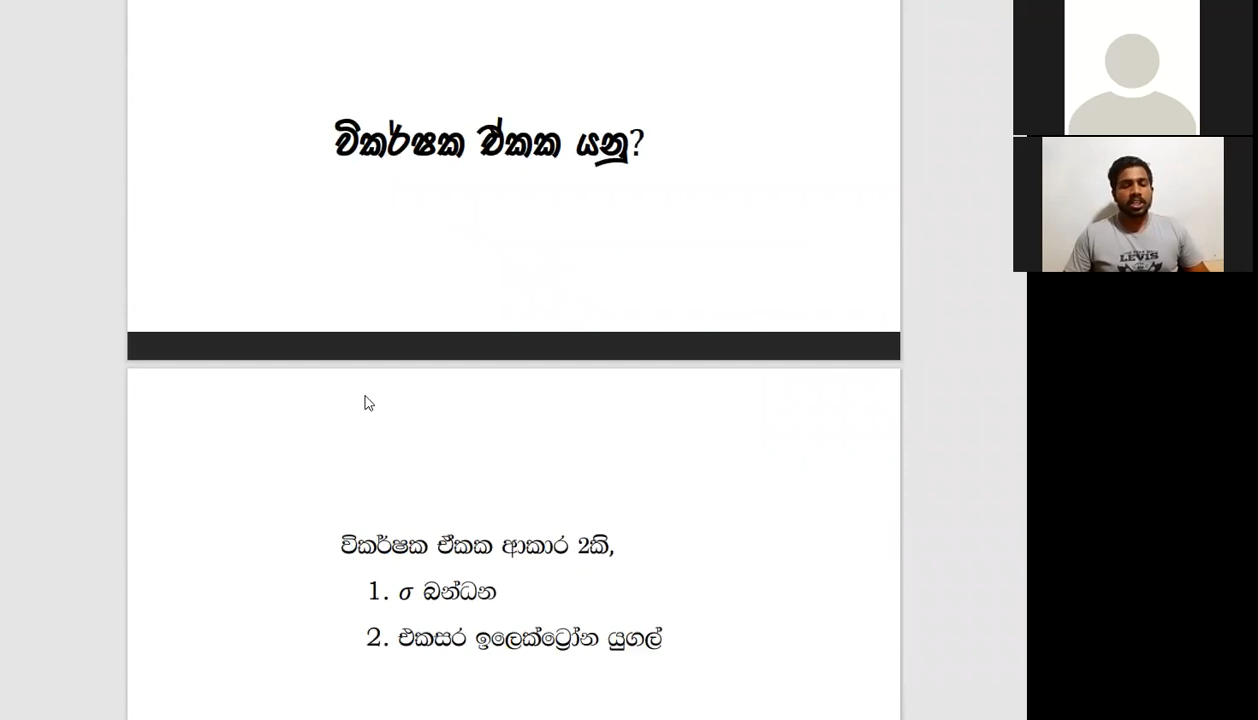 විකර්ෂක ඒකක යනු?
විකර්ෂක ඒකක ආකාර 2කි,
1. σ බන්ධන
2. එකසර ඉලෙක්ට්‍රෝන යුගල්
LEVIS